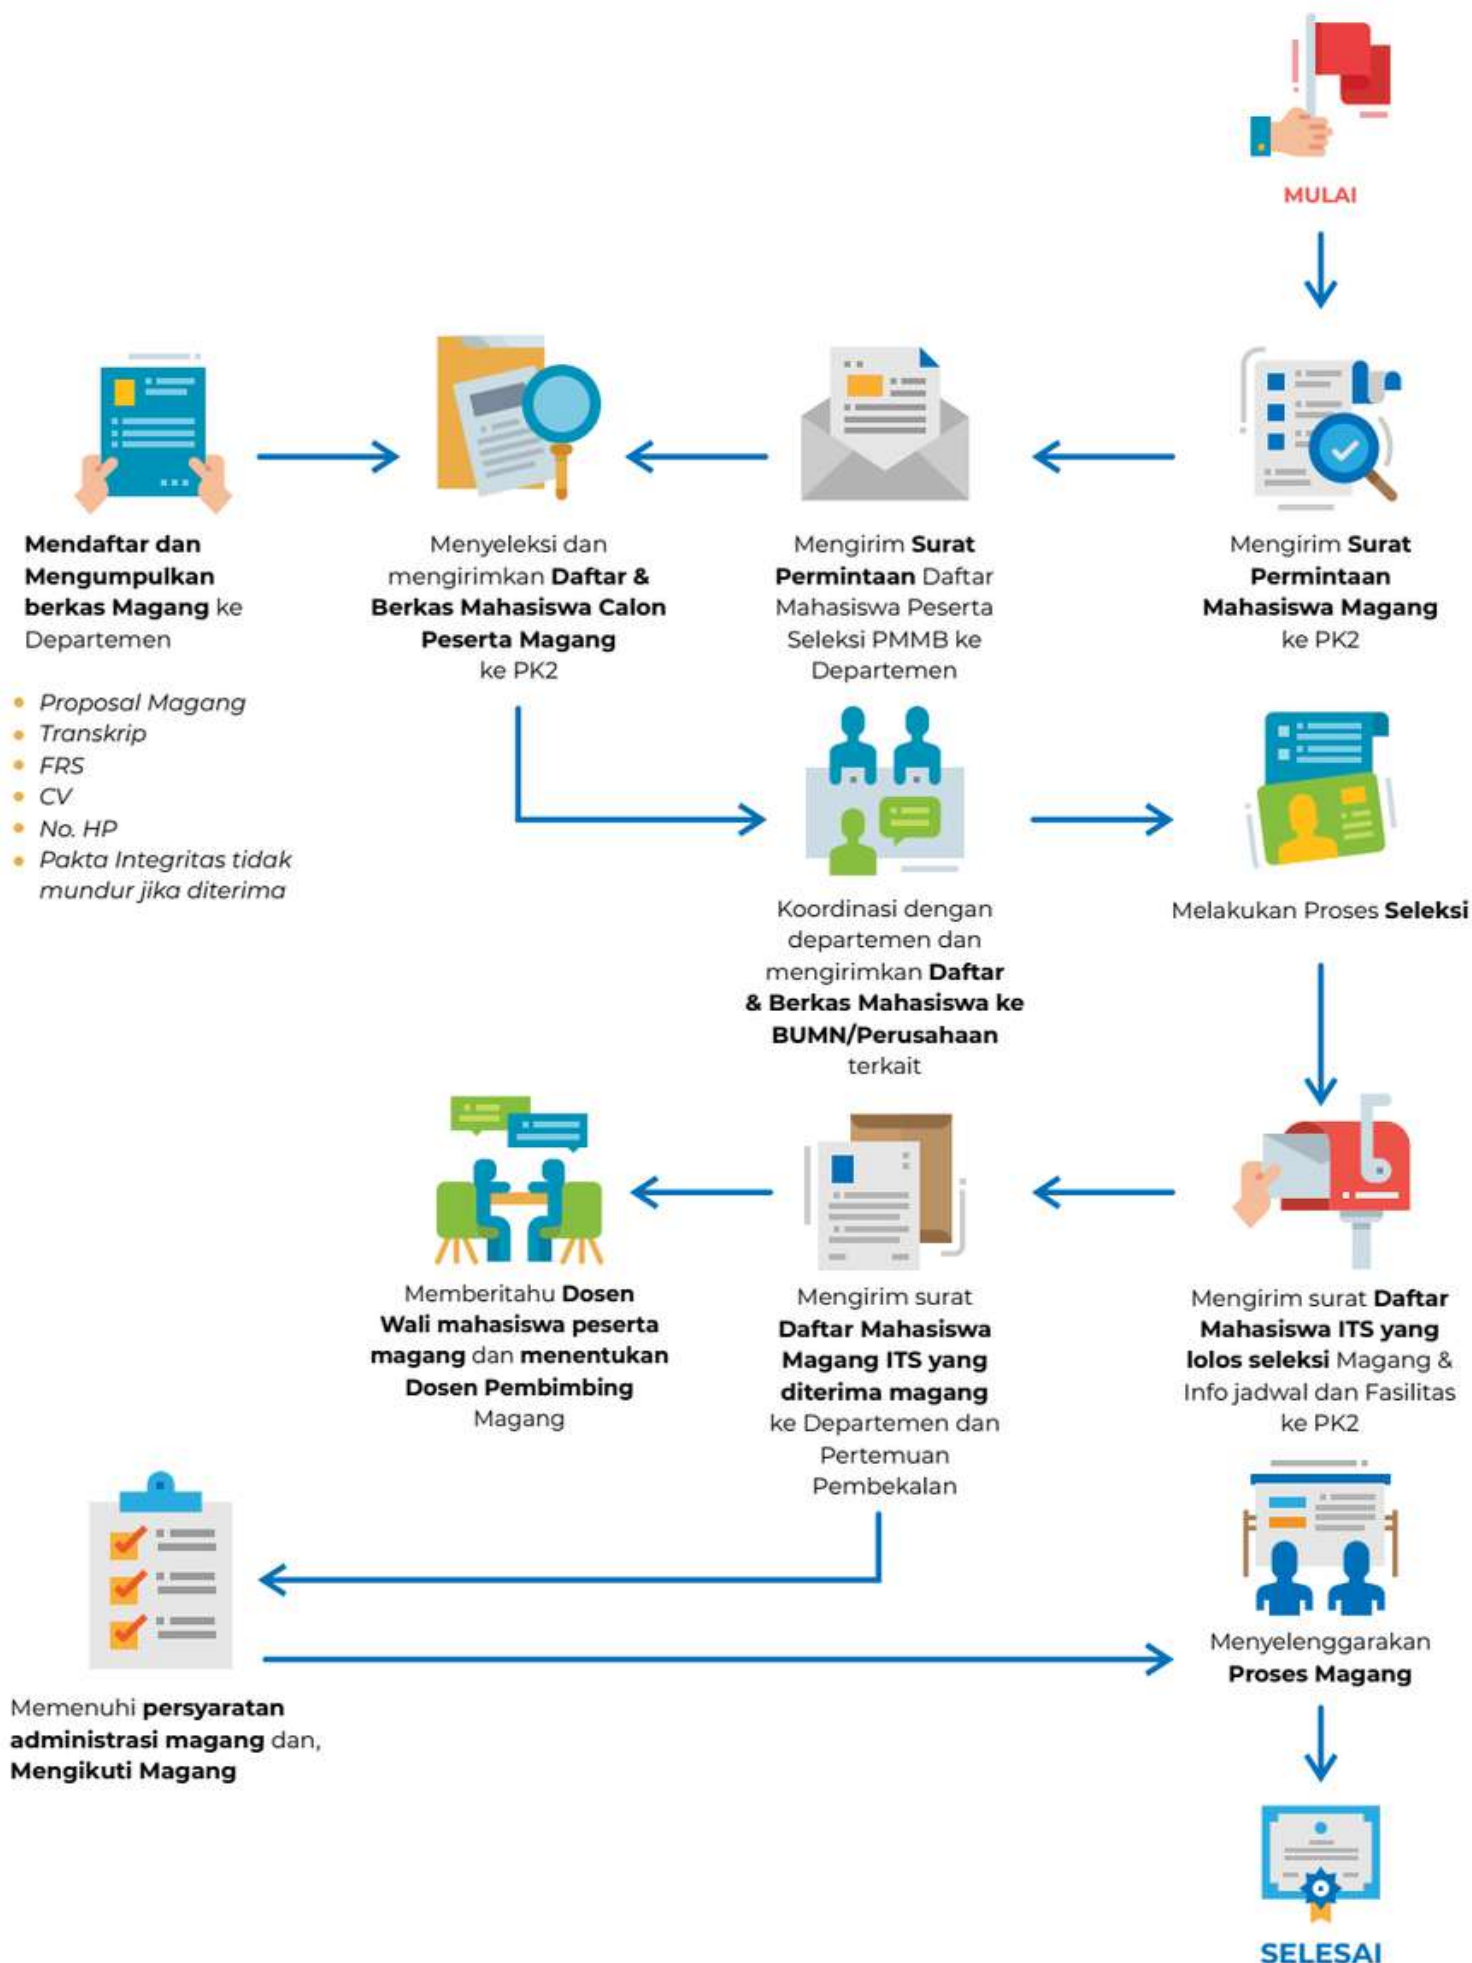 MULAI
Mendaftar dan
Mengumpulkan
berkas Magang ke
Departemen
• Proposal Magang
• Transkrip
• FRS
• CV
• No. HP
• Pakta Integritas tidak
mundur jika diterima
Menyeleksi dan
mengirimkan Daftar &
Berkas Mahasiswa Calon
Peserta Magang
ke PK2
Mengirim Surat
Permintaan Daftar
Mahasiswa Peserta
Seleksi PMMB ke
Departemen
Mengirim Surat
Permintaan
Mahasiswa Magang
ke PK2
Koordinasi dengan
departemen dan
mengirimkan Daftar
& Berkas Mahasiswa ke
BUMN/Perusahaan
terkait
Melakukan Proses Seleksi
Memberitahu Dosen
Wali mahasiswa peserta
magang dan menentukan
Dosen Pembimbing
Magang
Mengirim surat
Daftar Mahasiswa
Magang ITS yang
diterima magang
ke Departemen dan
Pertemuan
Pembekalan
Mengirim surat Daftar
Mahasiswa ITS yang
lolos seleksi Magang &
Info jadwal dan Fasilitas
ke PK2
Memenuhi persyaratan
administrasi magang dan,
Mengikuti Magang
Menyelenggarakan
Proses Magang
SELESAI